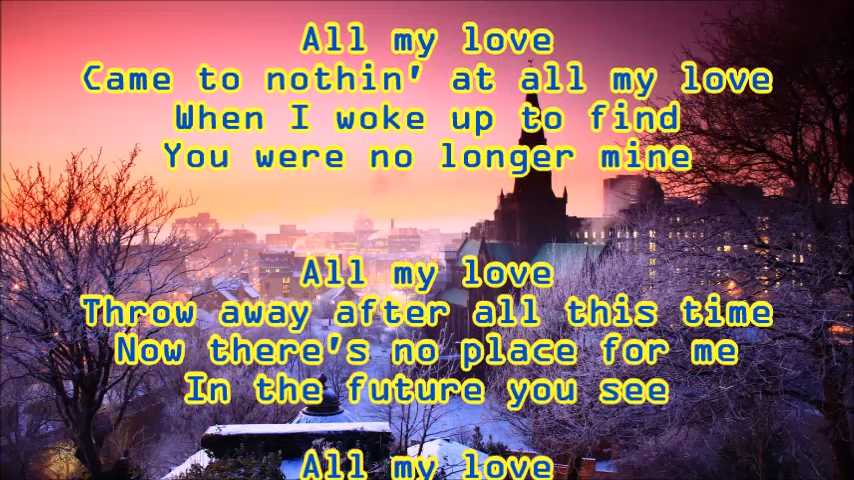 All my love
Came to nothin' at all my love
When I woke up to find
You were no longer mine
All my love
Throw away after all this time
Now there's no place for me
In the future you see
All my love